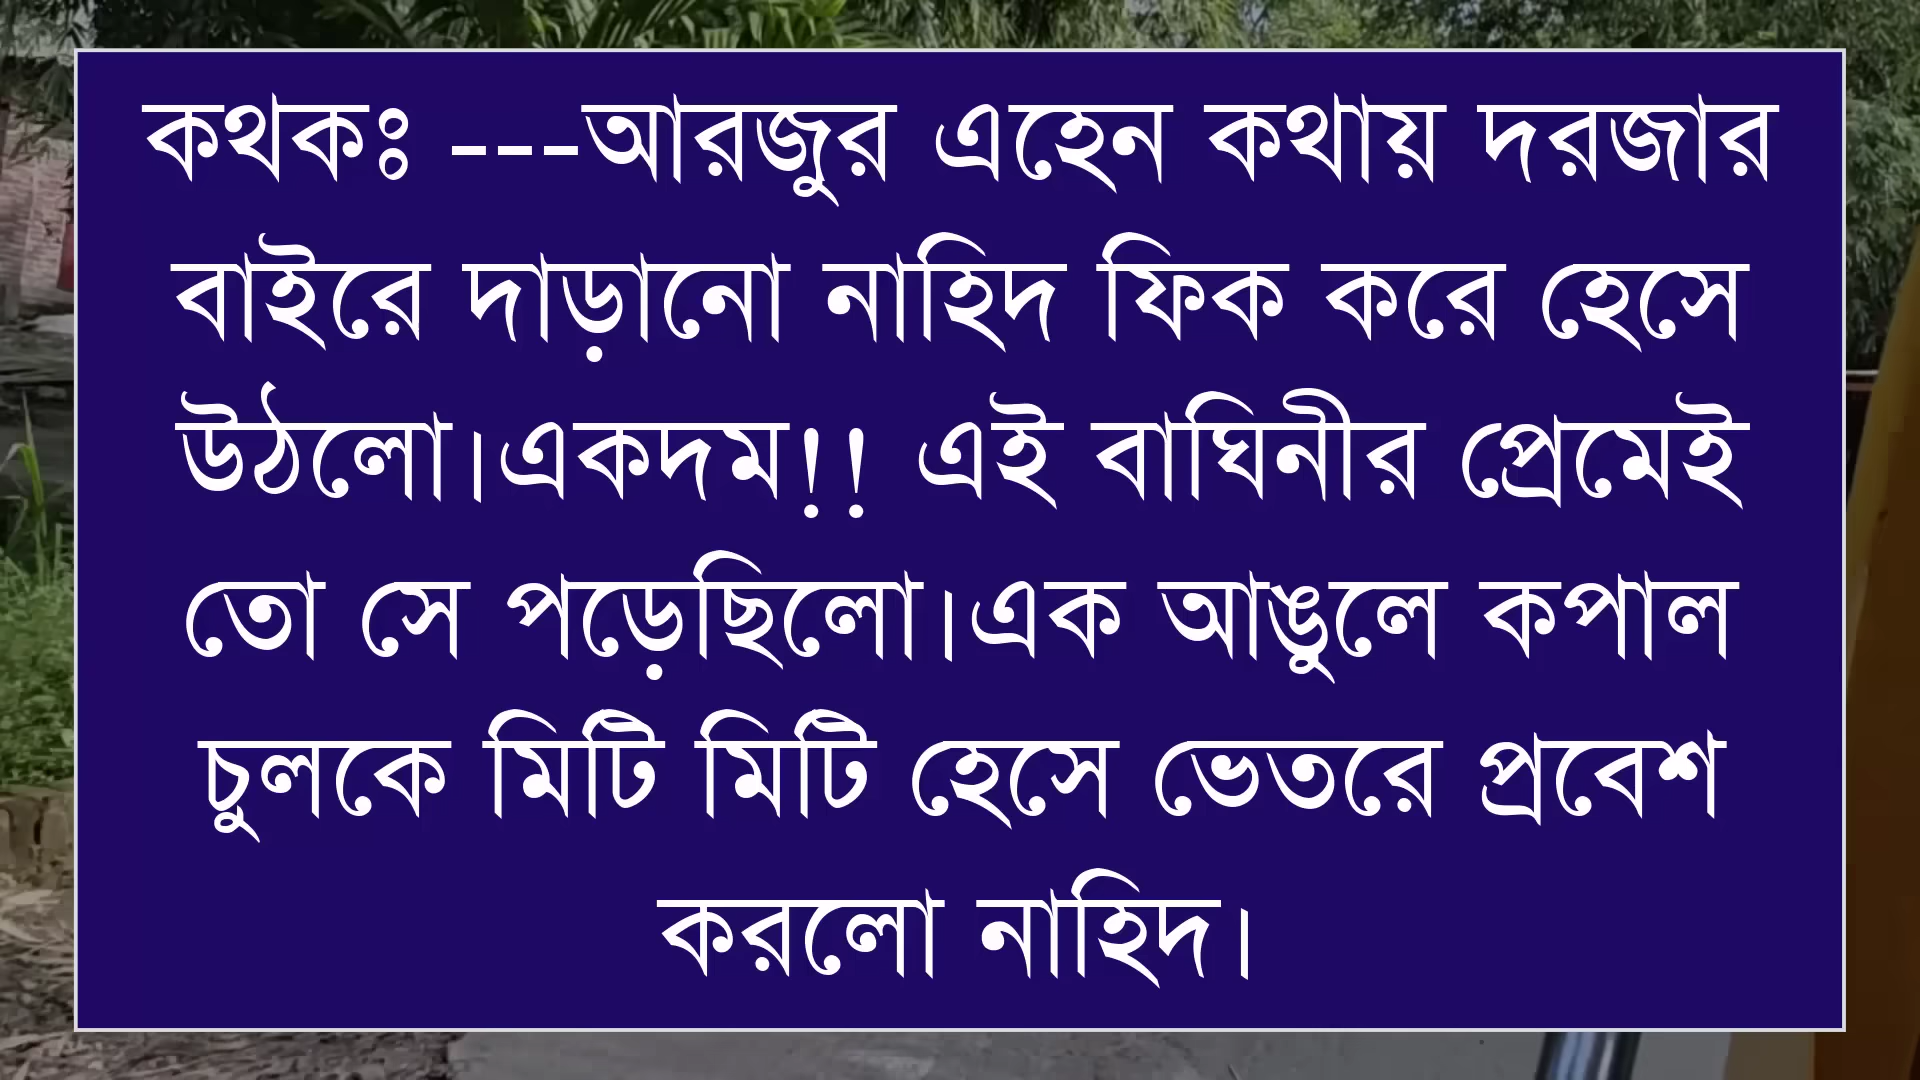 কথকঃ ---আরজুর এহেন কথায় দরজার
বাইরে দাড়ানো নাহিদ ফিক করে হেসে
উঠলো।একদম!! এই বাঘিনীর প্রেমেই
তো সে পড়েছিলো।এক আঙুলে কপাল
চুলকে মিটি মিটি হেসে ভেতরে প্রবেশ
করলো নাহিদ।